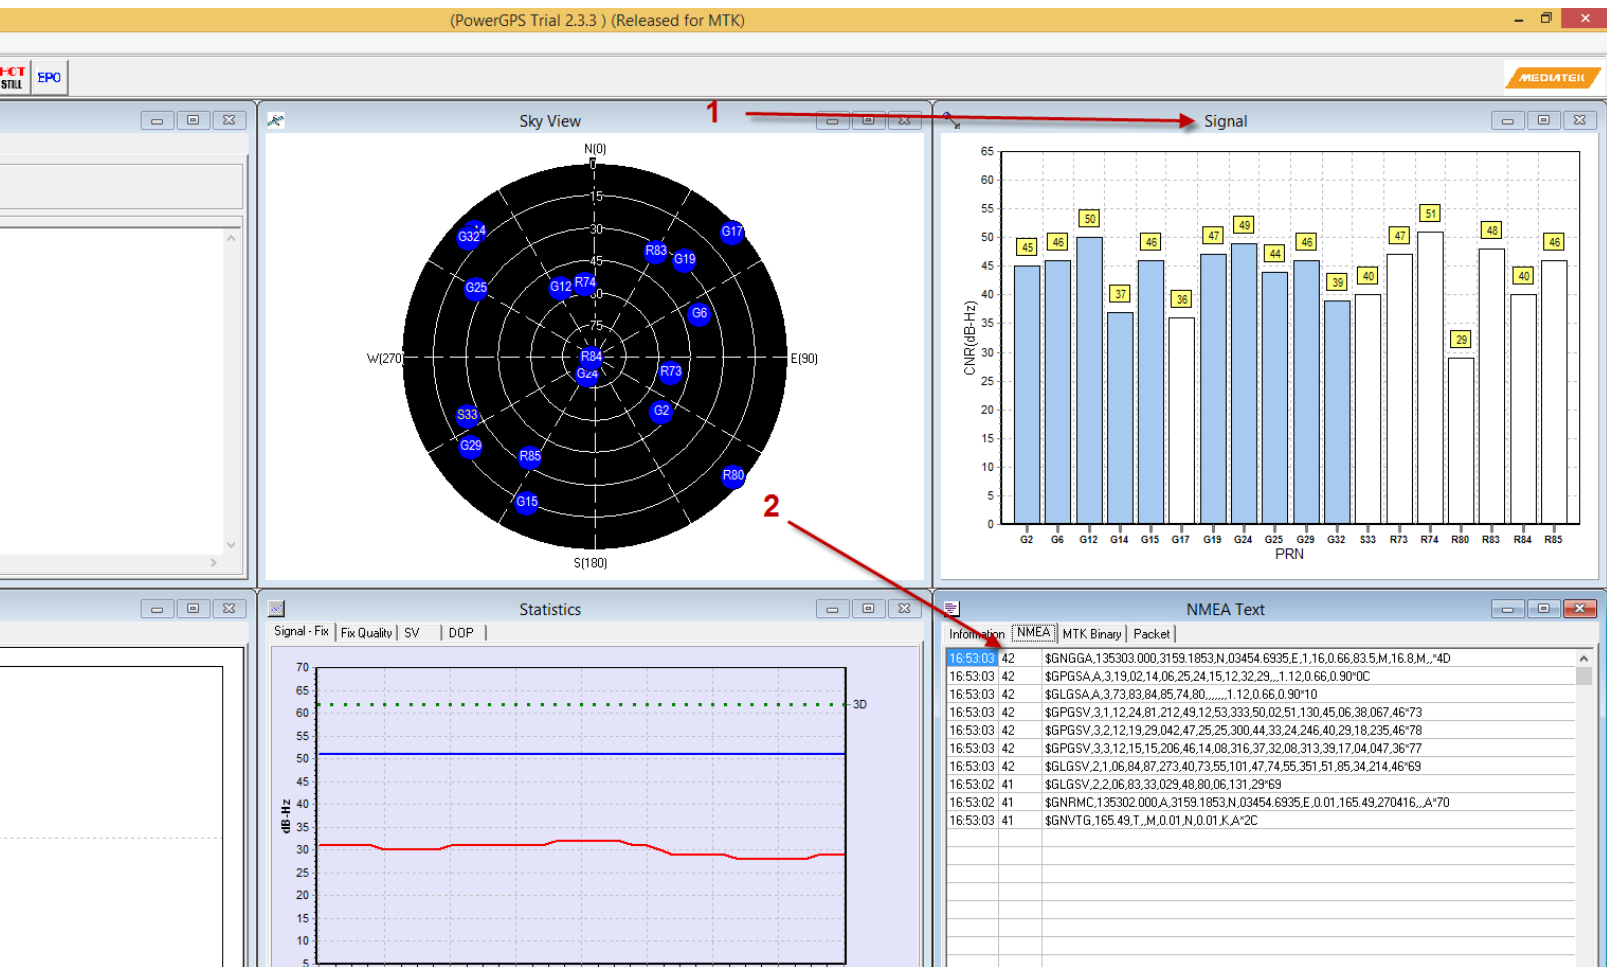 (PowerGPS Trial 2.3.3 ) (Released for MTK)
HOT
STILL
EPO
MEDIATEK
1
Sky View
N(0)
0
15
30
45
60
75
W(270)
E(90)
S(180)
G32
G17
R83
G19
G25
G12
R74
G6
R84
G24
R73
G2
S33
G29
R85
G15
R80
Signal
65
60
55
50
45
40
35
30
25
20
15
10
5
0
CNR(dB-Hz)
45 46 50 37 46 36 47 49 44 46 39 40 47 51 29 48 40 46
G2 G6 G12 G14 G15 G17 G19 G24 G25 G29 G32 S33 R73 R74 R80 R83 R84 R85
PRN
2
Statistics
Signal - Fix Fix Quality SV DOP
70
65
60
55
50
45
40
35
30
25
20
15
10
5
dB-Hz
3D
NMEA Text
Information NMEA MTK Binary Packet
16:53:03 42 $GNGGA,135303.000,3159.1853,N,03454.6935,E,1,16,0.66,83.5,M,16.8,M,,*4D
16:53:03 42 $GPGSA,A,3,19,02,14,06,25,24,15,12,32,29,,,1.12,0.66,0.90*0C
16:53:03 42 $GLGSA,A,3,73,83,84,85,74,80,,,,,,,1.12,0.66,0.90*10
16:53:03 42 $GPGSV,3,1,12,24,81,212,49,12,53,333,50,02,51,130,45,06,38,067,46*73
16:53:03 42 $GPGSV,3,2,12,19,29,042,47,25,25,300,44,33,24,246,40,29,18,235,46*78
16:53:03 42 $GPGSV,3,3,12,15,15,206,46,14,08,316,37,32,08,313,39,17,04,047,36*77
16:53:03 42 $GLGSV,2,1,06,84,87,273,40,73,55,101,47,74,55,351,51,85,34,214,46*69
16:53:02 41 $GLGSV,2,2,06,83,33,029,48,80,06,131,29*69
16:53:02 41 $GNRMC,135302.000,A,3159.1853,N,03454.6935,E,0.01,165.49,270416,,,A*70
16:53:03 41 $GNVTG,165.49,T,,M,0.01,N,0.01,K,A*2C